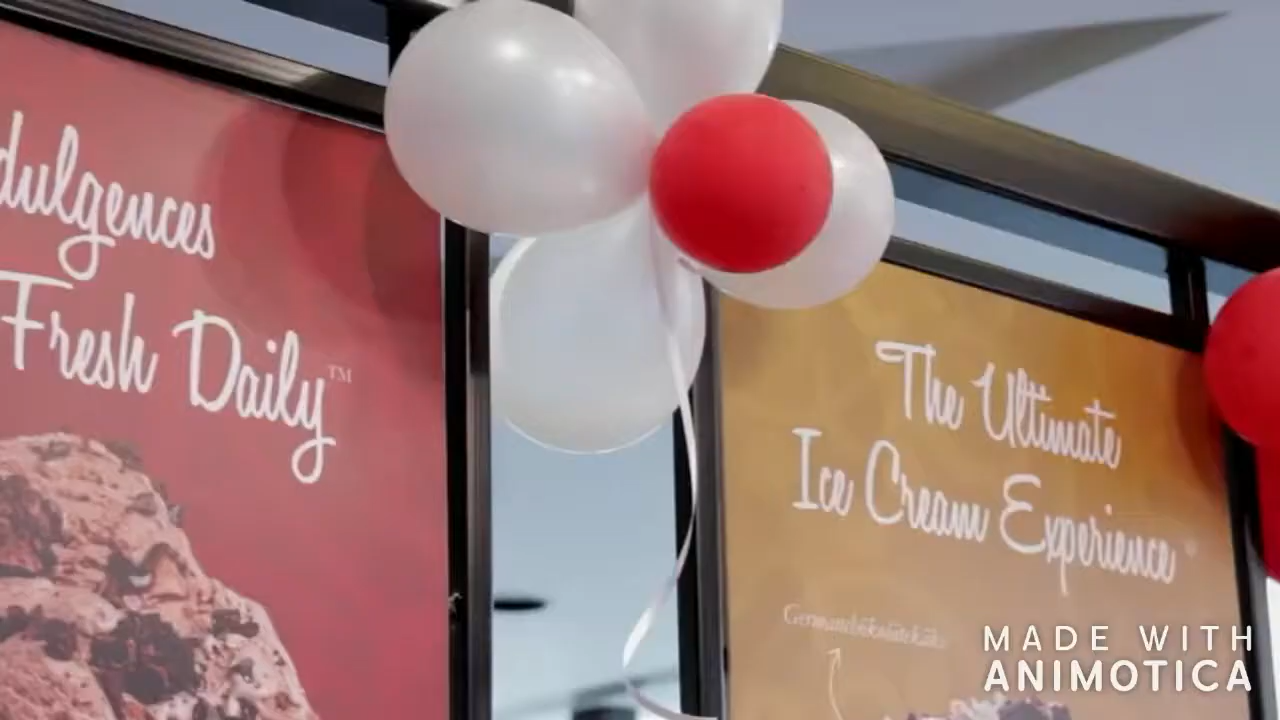 dulgences
Fresh Daily™
The Ultimate
Ice Cream Experience®
MADE WITH
ANIMOTICA